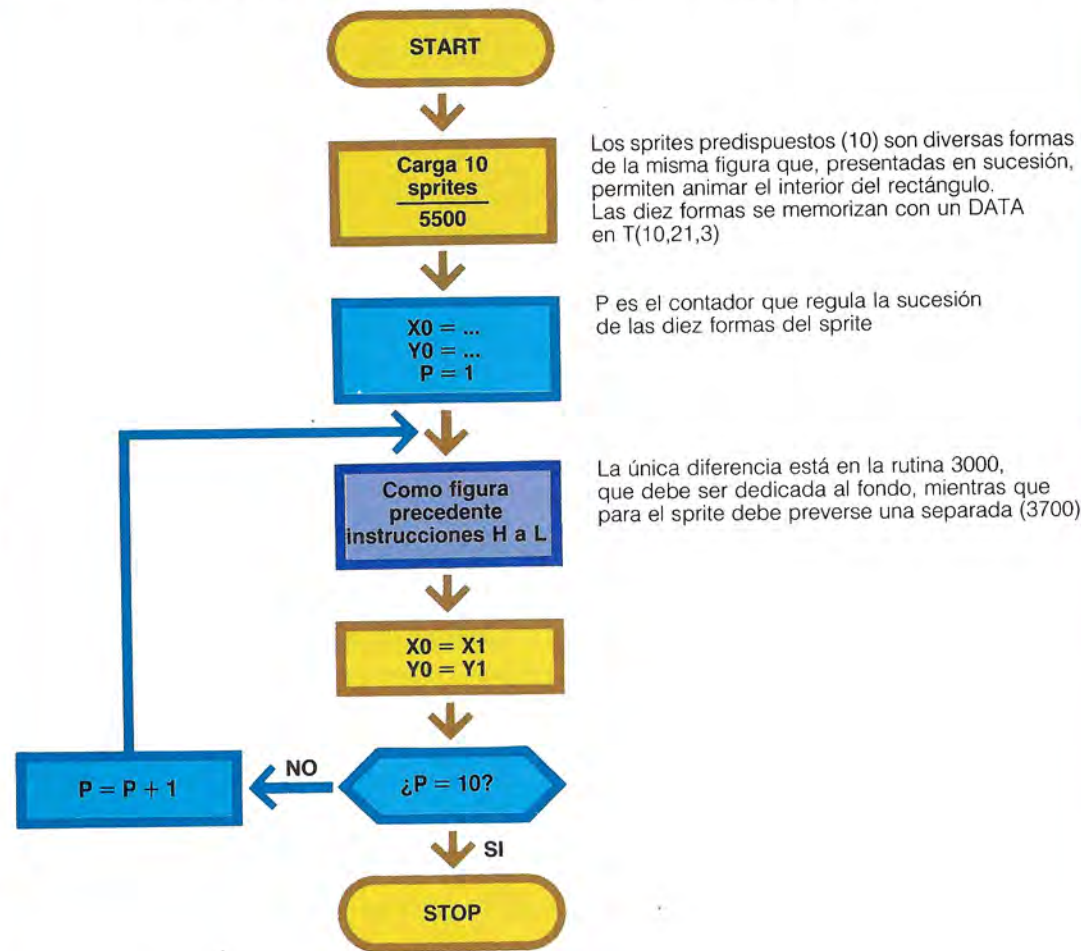 START
Carga 10
sprites
5500
Los sprites predispuestos (10) son diversas formas
de la misma figura que, presentadas en sucesión,
permiten animar el interior del rectángulo.
Las diez formas se memorizan con un DATA
en T(10,21,3)
X0 = ...
Y0 = ...
P = 1
P es el contador que regula la sucesión
de las diez formas del sprite
Como figura
precedente
instrucciones H a L
La única diferencia está en la rutina 3000,
que debe ser dedicada al fondo, mientras que
para el sprite debe preverse una separada (3700)
X0 = X1
Y0 = Y1
P = P + 1
NO
¿P = 10?
SI
STOP